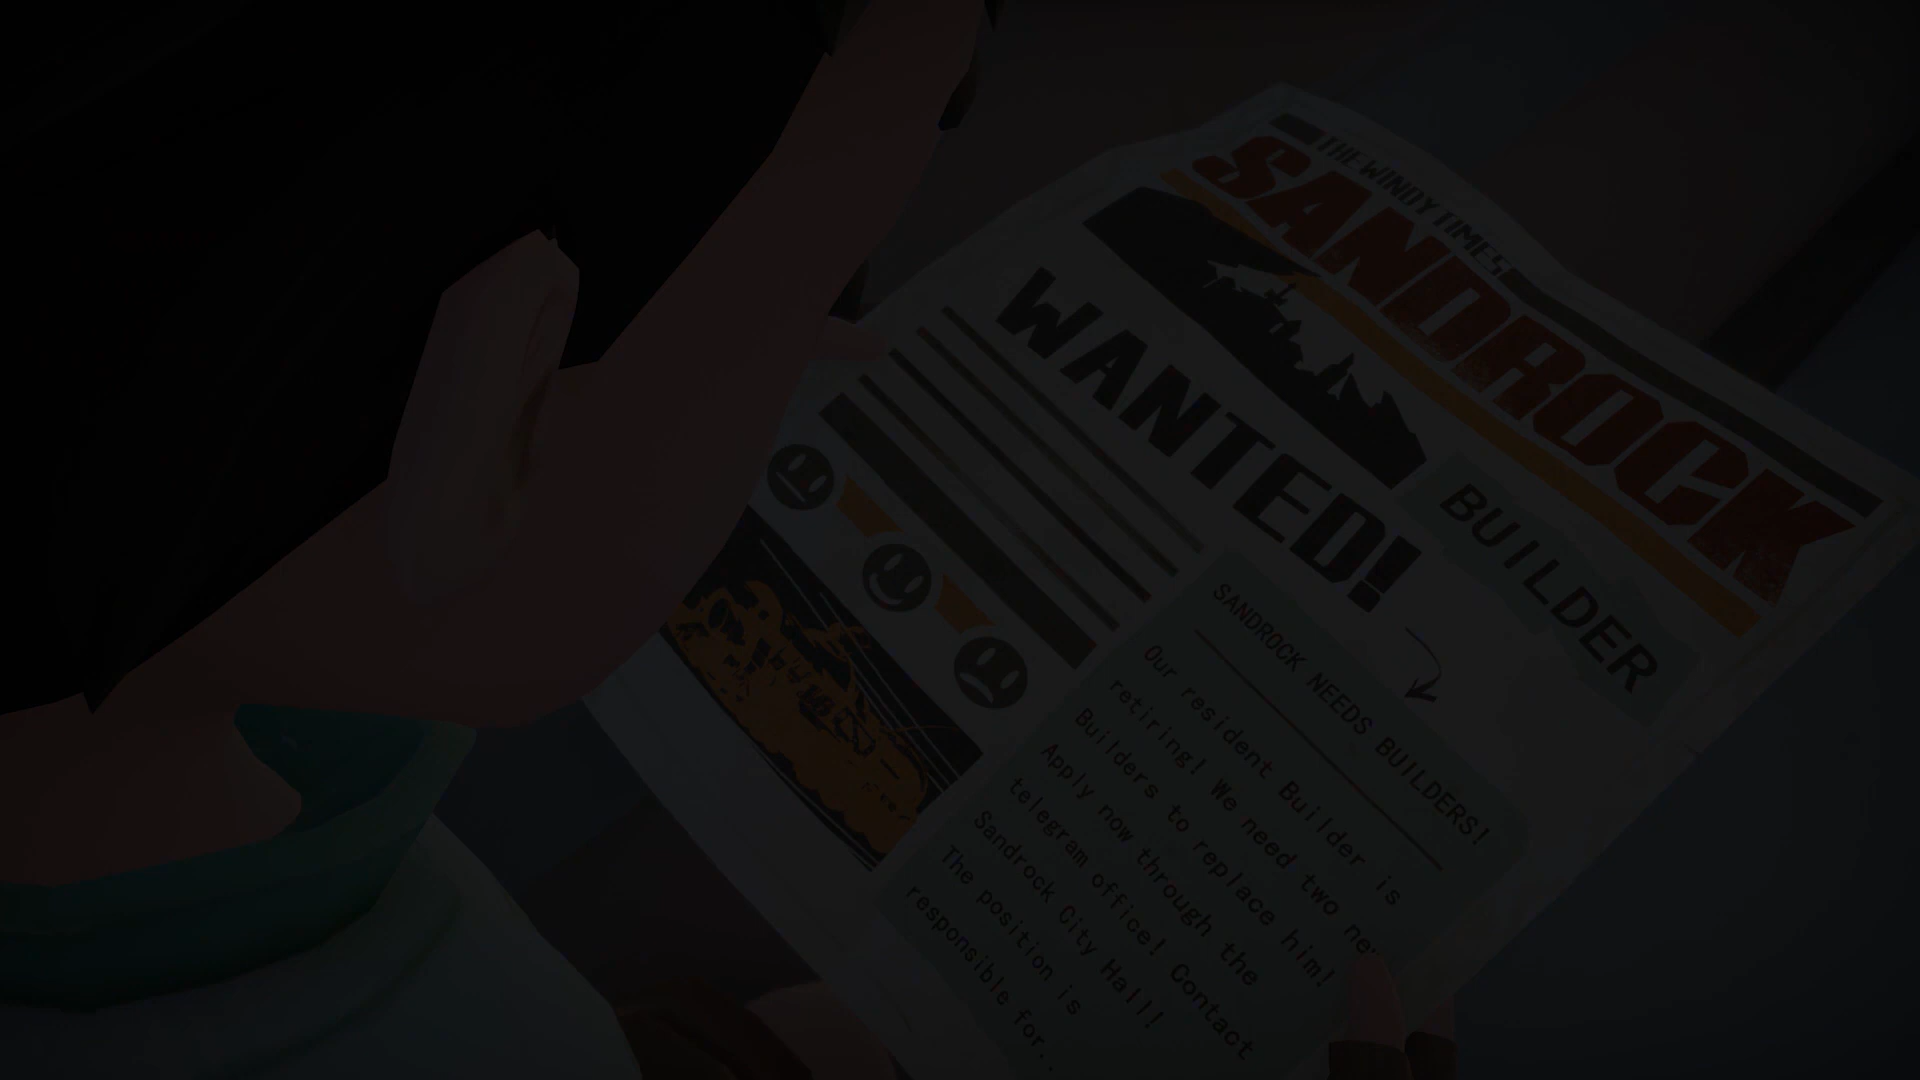 THE WINDY TIMES
SANDROCK
WANTED!
BUILDER
SANDROCK NEEDS BUILDERS!
Our resident Builder is
retiring! We need two new
Builders to replace him!
Apply now through the
telegram office! Contact
Sandrock City Hall!
The position is
responsible for..